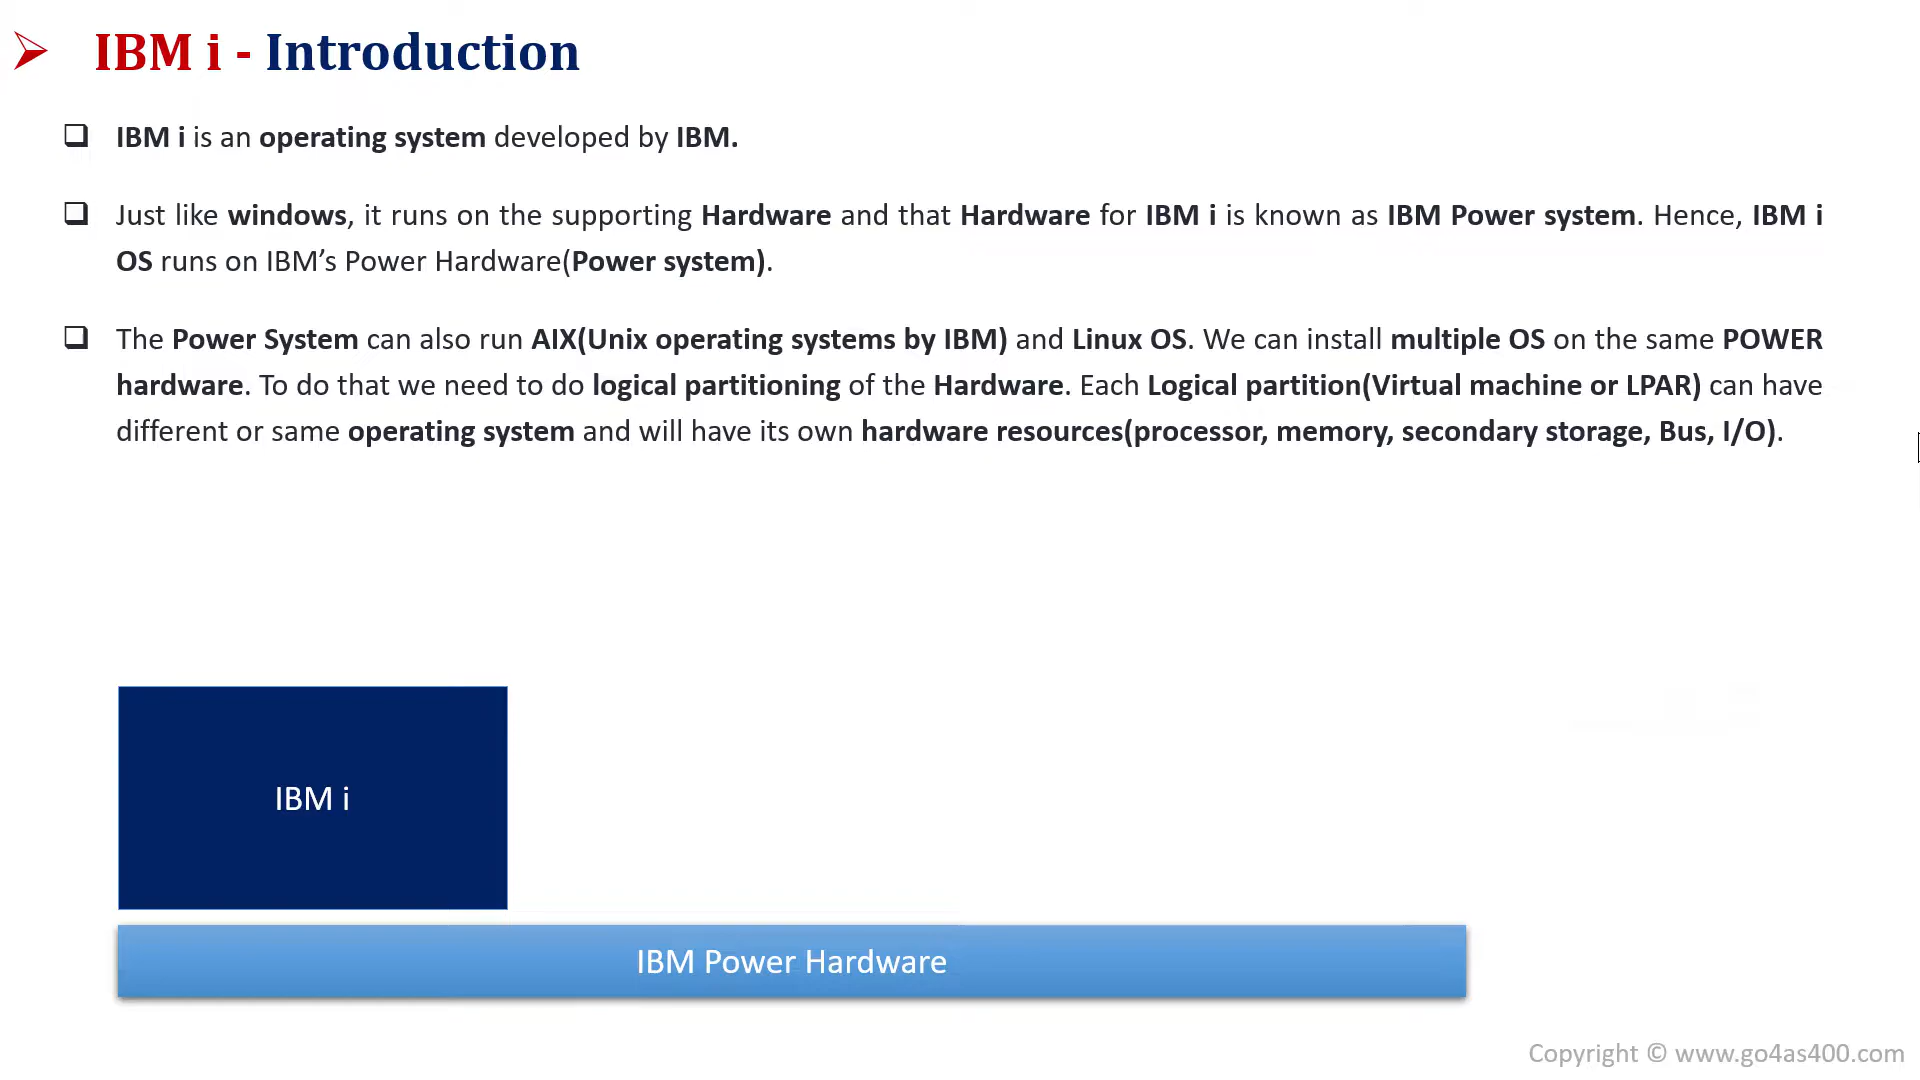 IBM i - Introduction
IBM i is an operating system developed by IBM.
Just like windows, it runs on the supporting Hardware and that Hardware for IBM i is known as IBM Power system. Hence, IBM i
OS runs on IBM’s Power Hardware(Power system).
The Power System can also run AIX(Unix operating systems by IBM) and Linux OS. We can install multiple OS on the same POWER
hardware. To do that we need to do logical partitioning of the Hardware. Each Logical partition(Virtual machine or LPAR) can have
different or same operating system and will have its own hardware resources(processor, memory, secondary storage, Bus, I/O).
IBM i
IBM Power Hardware
Copyright © www.go4as400.com